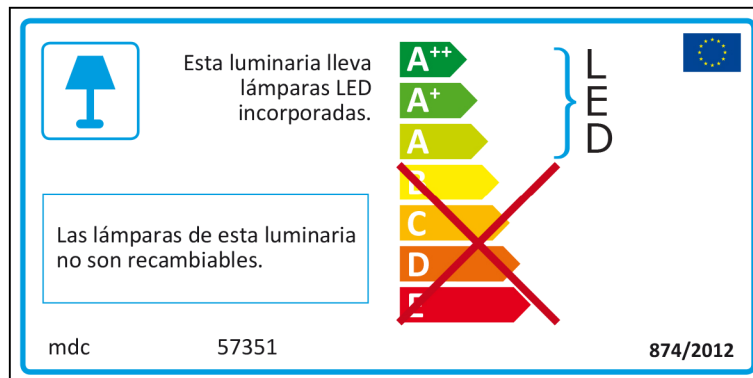 Esta luminaria lleva
lámparas LED
incorporadas.
A++
A+
A
B
C
D
E
L
E
D
Las lámparas de esta luminaria
no son recambiables.
mdc 57351
874/2012